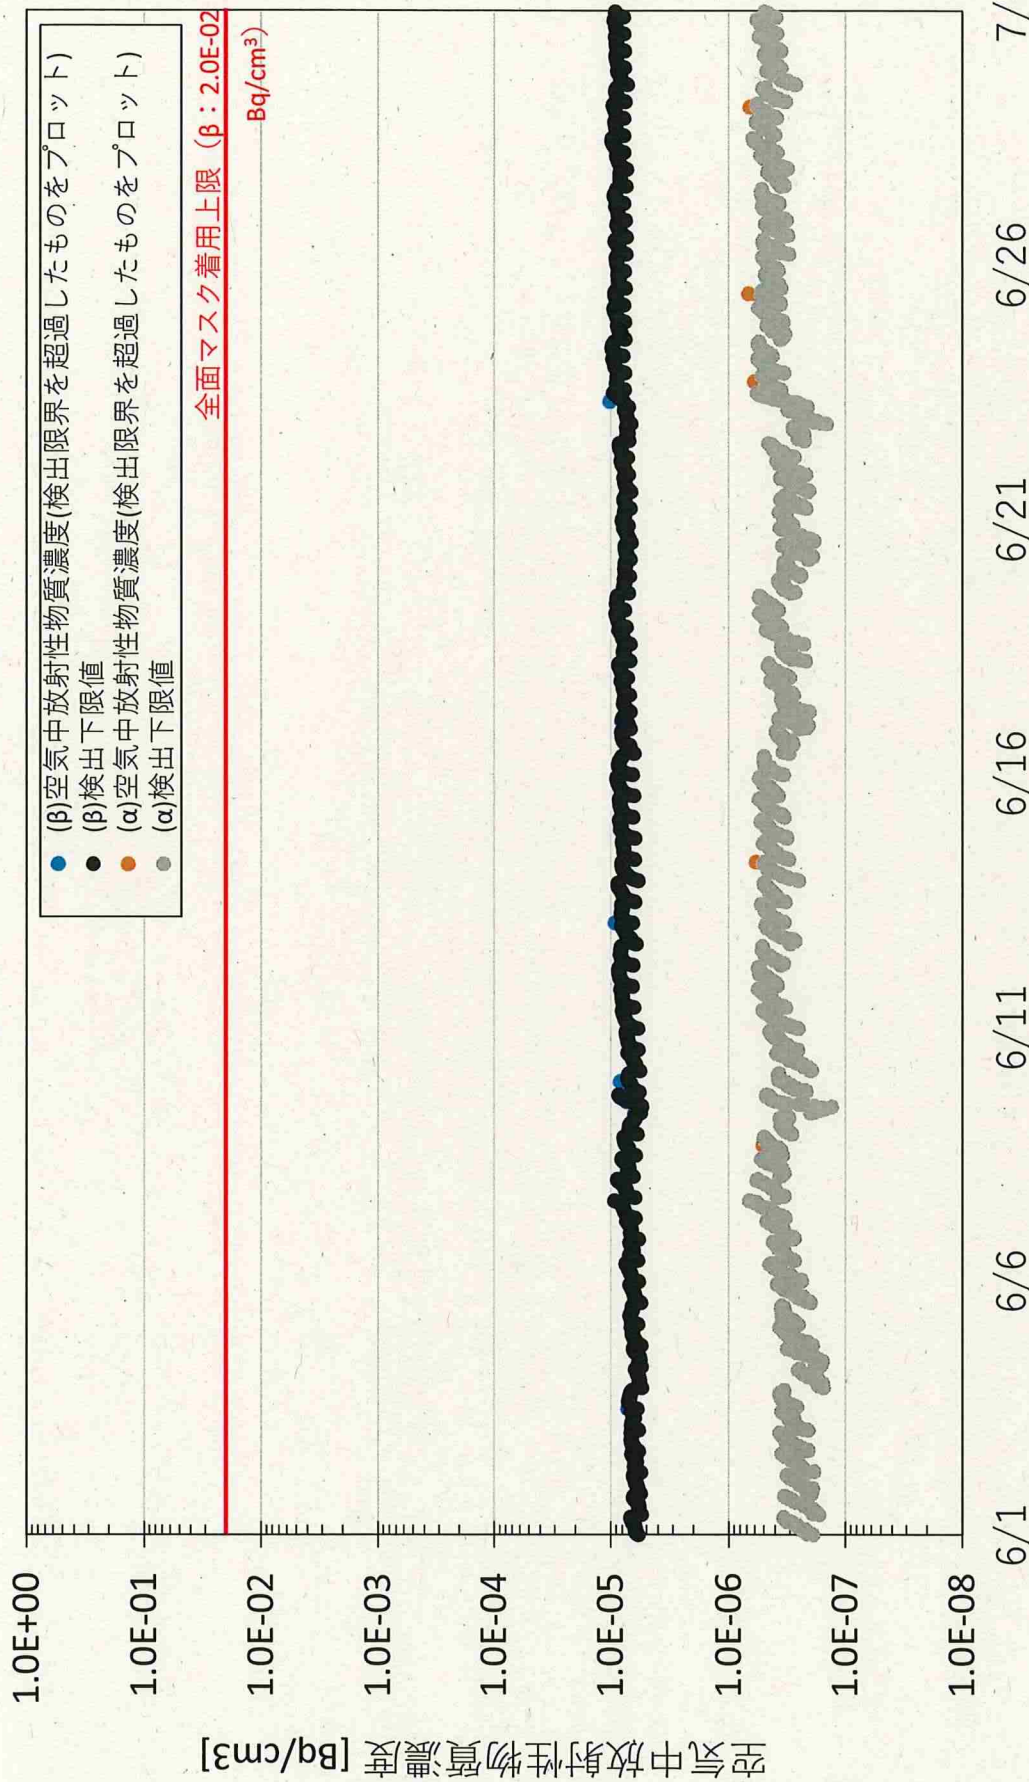 (β)空気中放射性物質濃度(検出限界を超過したものをプロット)
(β)検出下限値
(α)空気中放射性物質濃度(検出限界を超過したものをプロット)
(α)検出下限値
全面マスク着用上限（β：2.0E-02
Bq/cm³）
1.0E+00
1.0E-01
1.0E-02
1.0E-03
1.0E-04
1.0E-05
1.0E-06
1.0E-07
1.0E-08
空気中放射性物質濃度 [Bq/cm3]
6/1
6/6
6/11
6/16
6/21
6/26
7/